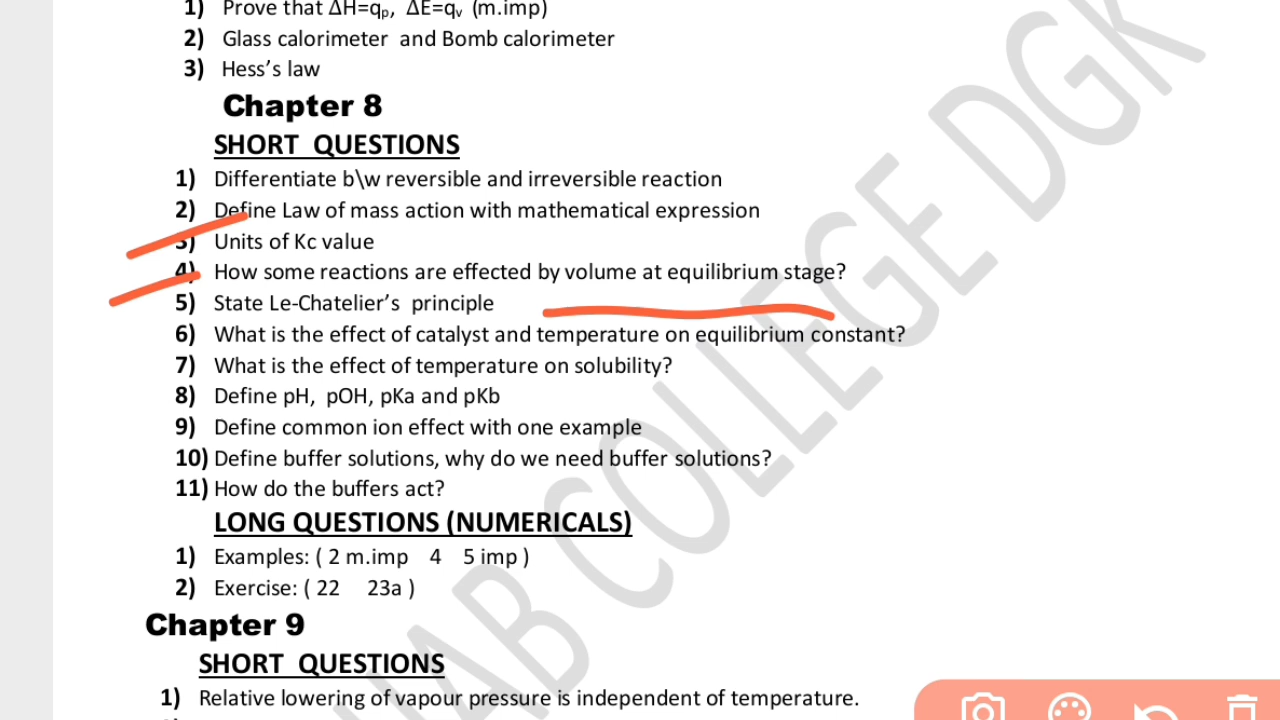 1) Prove that ΔH=qₚ, ΔE=qᵥ (m.imp)
2) Glass calorimeter and Bomb calorimeter
3) Hess’s law
Chapter 8
SHORT QUESTIONS
1) Differentiate b\w reversible and irreversible reaction
2) Define Law of mass action with mathematical expression
3) Units of Kc value
4) How some reactions are effected by volume at equilibrium stage?
5) State Le-Chatelier’s principle
6) What is the effect of catalyst and temperature on equilibrium constant?
7) What is the effect of temperature on solubility?
8) Define pH, pOH, pKa and pKb
9) Define common ion effect with one example
10) Define buffer solutions, why do we need buffer solutions?
11) How do the buffers act?
LONG QUESTIONS (NUMERICALS)
1) Examples: ( 2 m.imp 4 5 imp )
2) Exercise: ( 22 23a )
Chapter 9
SHORT QUESTIONS
1) Relative lowering of vapour pressure is independent of temperature.
COLLEGE DGK